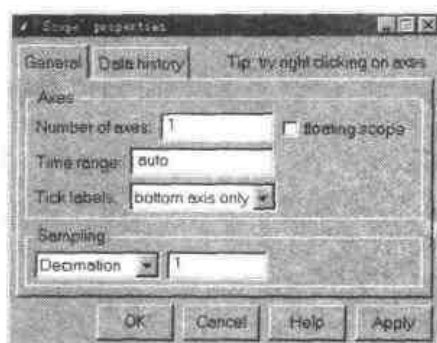 'Scope' properties
General Data history Tip: try right clicking on axes
Axes
Number of axes: 1 floating scope
Time range: auto
Tick labels: bottom axis only
Sampling
Decimation 1
OK Cancel Help Apply